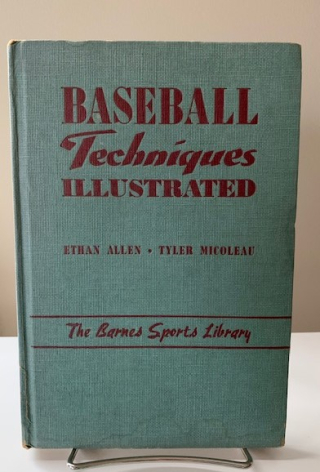 BASEBALL
Techniques
ILLUSTRATED
ETHAN ALLEN • TYLER MICOLEAU
The Barnes Sports Library